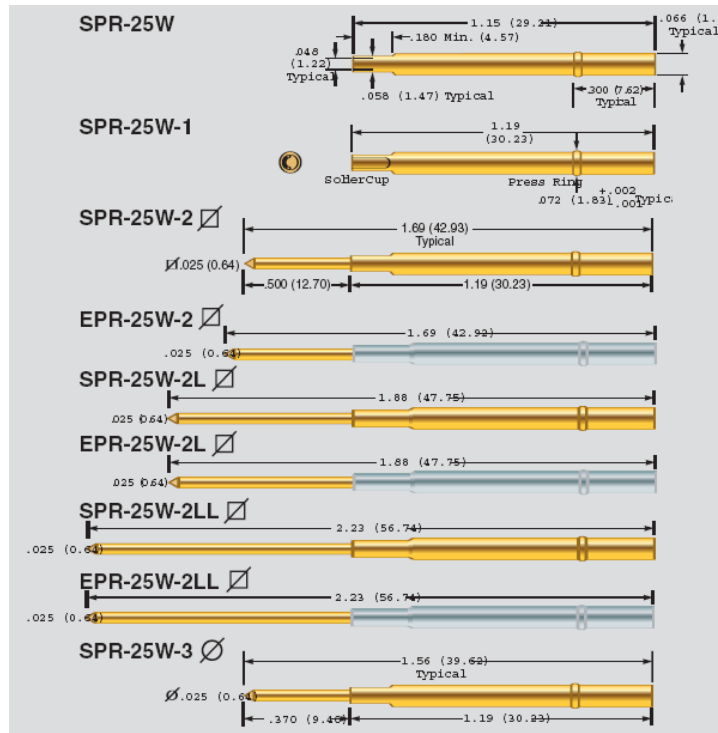 SPR-25W
1.15 (29.21)
.180 Min. (4.57)
.066 (1.
Typical
.048
(1.22)
Typical
.058 (1.47) Typical
.300 (7.62)
Typical
SPR-25W-1
1.19
(30.23)
SolderCup
Press Ring
+.002
.072 (1.83) -.001 Typica
SPR-25W-2
1.69 (42.93)
Typical
.025 (0.64)
.500 (12.70)
1.19 (30.23)
EPR-25W-2
1.69 (42.92)
.025 (0.64)
SPR-25W-2L
1.88 (47.75)
.025 (0.64)
EPR-25W-2L
1.88 (47.75)
.025 (0.64)
SPR-25W-2LL
2.23 (56.74)
.025 (0.64)
EPR-25W-2LL
2.23 (56.74)
.025 (0.64)
SPR-25W-3
1.56 (39.62)
Typical
Ø.025 (0.64)
.370 (9.40)
1.19 (30.23)